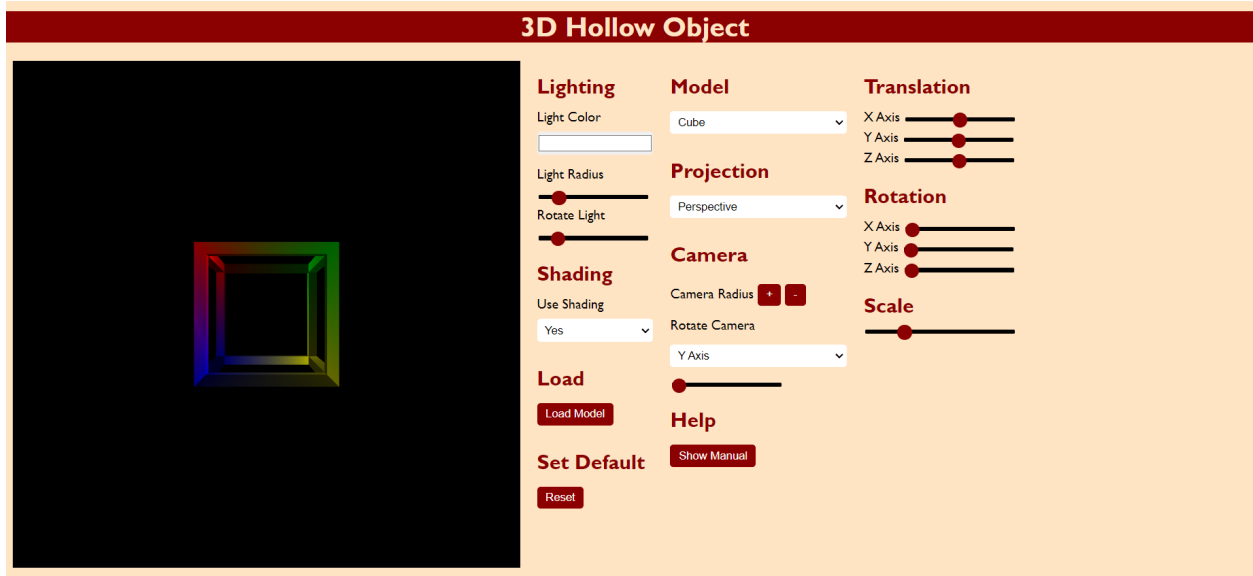 3D Hollow Object
Lighting
Light Color
Light Radius
Rotate Light
Shading
Use Shading
Yes
Load
Load Model
Set Default
Reset
Model
Cube
Projection
Perspective
Camera
Camera Radius + -
Rotate Camera
Y Axis
Help
Show Manual
Translation
X Axis
Y Axis
Z Axis
Rotation
X Axis
Y Axis
Z Axis
Scale